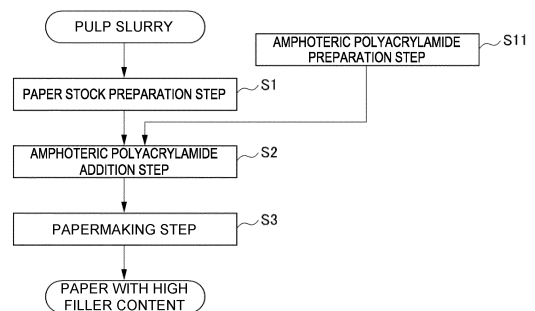 PULP SLURRY
AMPHOTERIC POLYACRYLAMIDE
PREPARATION STEP
S11
PAPER STOCK PREPARATION STEP
S1
AMPHOTERIC POLYACRYLAMIDE
ADDITION STEP
S2
PAPERMAKING STEP
S3
PAPER WITH HIGH
FILLER CONTENT